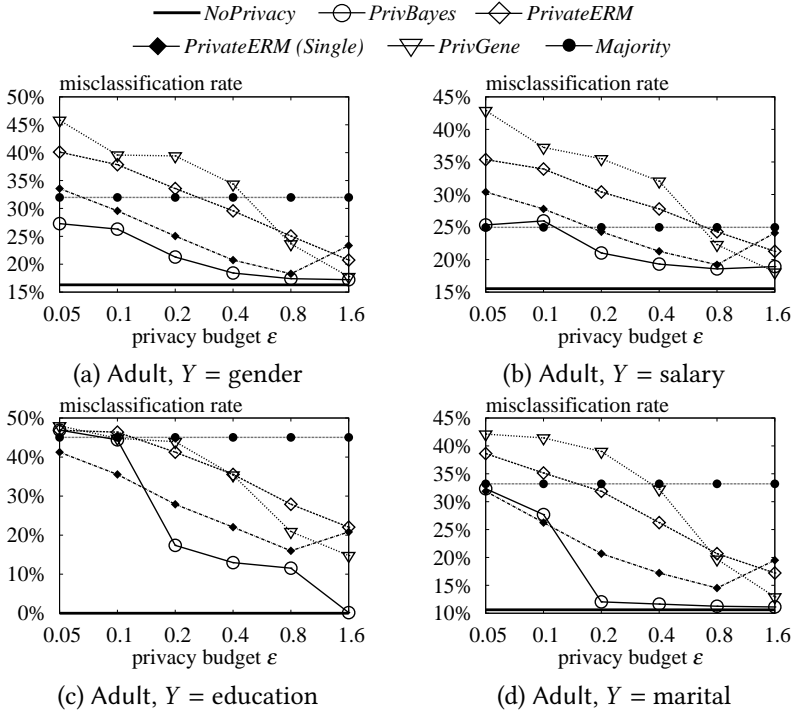 NoPrivacy PrivBayes PrivateERM
PrivateERM (Single) PrivGene Majority
misclassification rate
50%
45%
40%
35%
30%
25%
20%
15%
0.05 0.1 0.2 0.4 0.8 1.6
privacy budget ε
(a) Adult, Y = gender
misclassification rate
45%
40%
35%
30%
25%
20%
15%
0.05 0.1 0.2 0.4 0.8 1.6
privacy budget ε
(b) Adult, Y = salary
misclassification rate
50%
40%
30%
20%
10%
0%
0.05 0.1 0.2 0.4 0.8 1.6
privacy budget ε
(c) Adult, Y = education
misclassification rate
45%
40%
35%
30%
25%
20%
15%
10%
0.05 0.1 0.2 0.4 0.8 1.6
privacy budget ε
(d) Adult, Y = marital